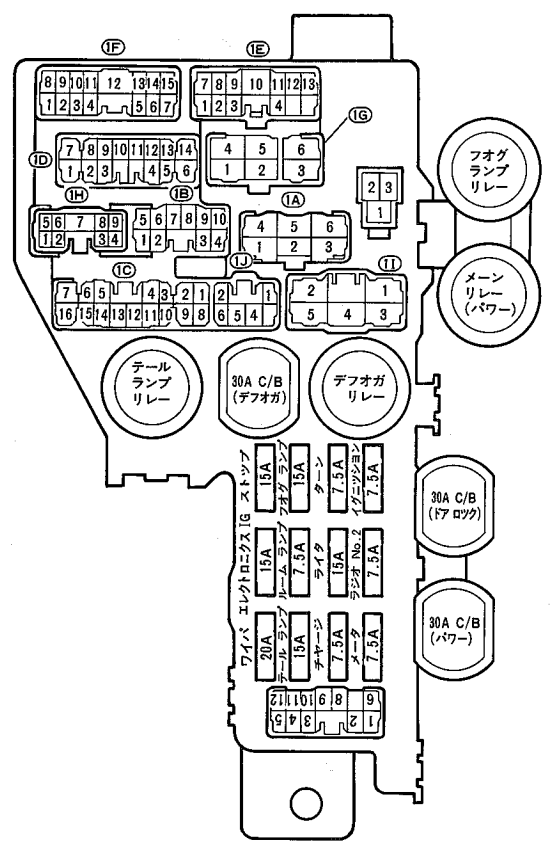 1F
1E
8 9 10 11 12 13 14 15
1 2 3 4 5 6 7
7 8 9 10 11 12 13
1 2 3 4 5 6
1G
4 5 6
1 2 3
1D
7 8 9 10 11 12 13 14
1 2 3 4 5 6
2 3
1
フオグ
ランプ
リレー
1H
5 6 7 8 9
1 2 3 4
1B
5 6 7 8 9 10
1 2 3 4
1A
4 5 6
1 2 3
メーン
リレー
(パワー)
1C
7 6 5 4 3 2 1
16 15 14 13 12 11 10 9 8
1J
2 1
6 5 4
1I
2 1
5 4 3
テール
ランプ
リレー
30A C/B
(デフオガ)
デフオガ
リレー
ストップ
15A
フオグ ランプ
15A
ターン
7.5A
イグニツシヨン
7.5A
30A C/B
(ドア ロツク)
エレクトロニクス IG
15A
ルーム ランプ
7.5A
ライタ
15A
ラジオ No.2
7.5A
ワイパ
20A
テール ランプ
15A
チヤージ
7.5A
メータ
7.5A
30A C/B
(パワー)
12 11 10 9 8 6
5 4 3 2 1